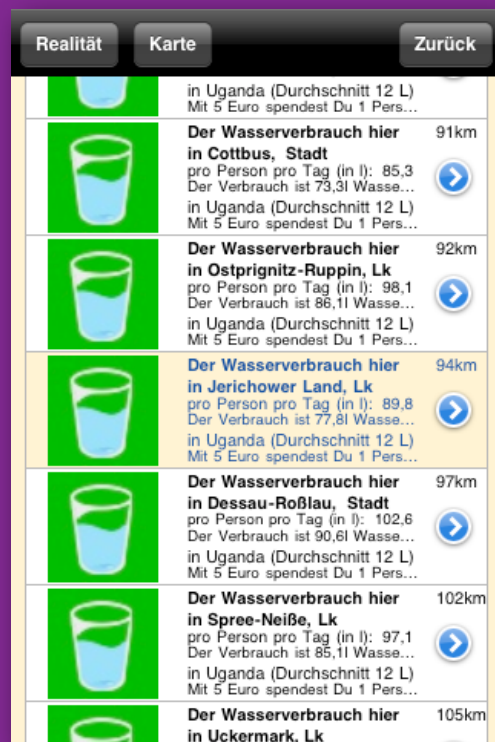 Realität Karte Zurück
in Uganda (Durchschnitt 12 L)
Mit 5 Euro spendest Du 1 Pers...
Der Wasserverbrauch hier 91km
in Cottbus, Stadt
pro Person pro Tag (in l): 85,3
Der Verbrauch ist 73,3l Wasse...
in Uganda (Durchschnitt 12 L)
Mit 5 Euro spendest Du 1 Pers...
Der Wasserverbrauch hier 92km
in Ostprignitz-Ruppin, Lk
pro Person pro Tag (in l): 98,1
Der Verbrauch ist 86,1l Wasse...
in Uganda (Durchschnitt 12 L)
Mit 5 Euro spendest Du 1 Pers...
Der Wasserverbrauch hier 94km
in Jerichower Land, Lk
pro Person pro Tag (in l): 89,8
Der Verbrauch ist 77,8l Wasse...
in Uganda (Durchschnitt 12 L)
Mit 5 Euro spendest Du 1 Pers...
Der Wasserverbrauch hier 97km
in Dessau-Roßlau, Stadt
pro Person pro Tag (in l): 102,6
Der Verbrauch ist 90,6l Wasse...
in Uganda (Durchschnitt 12 L)
Mit 5 Euro spendest Du 1 Pers...
Der Wasserverbrauch hier 102km
in Spree-Neiße, Lk
pro Person pro Tag (in l): 97,1
Der Verbrauch ist 85,1l Wasse...
in Uganda (Durchschnitt 12 L)
Mit 5 Euro spendest Du 1 Pers...
Der Wasserverbrauch hier 105km
in Uckermark, Lk